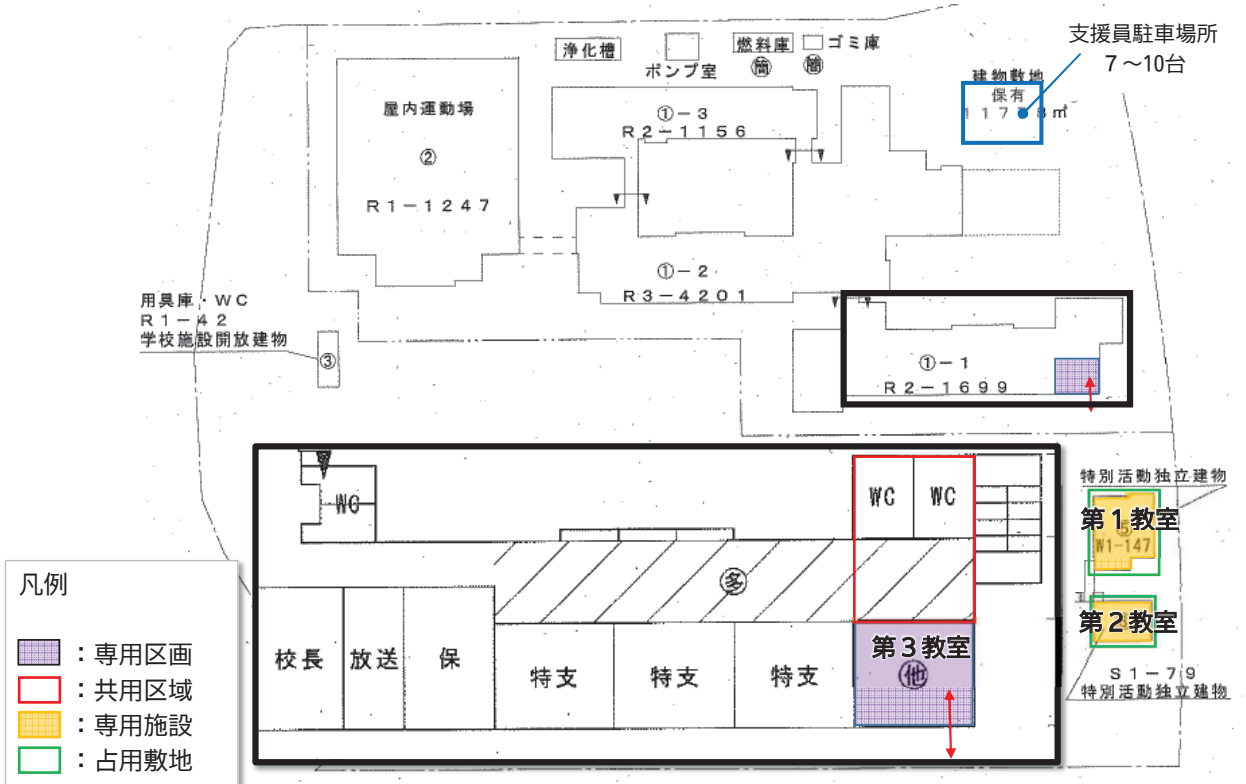 支援員駐車場所
7～10台
浄化槽
ポンプ室
燃料庫
簡
ゴミ庫
簡
建物敷地
保有
11778㎡
屋内運動場
②
R1-1247
①-3
R2-1156
①-2
R3-4201
用具庫・WC
R1-42
学校施設開放建物
③
①-1
R2-1699
WC
WC
WC
多
校長
放送
保
特支
特支
特支
第3教室
他
特別活動独立建物
第1教室
⑤
W1-147
第2教室
S1-79
特別活動独立建物
凡例
：専用区画
：共用区域
：専用施設
：占用敷地